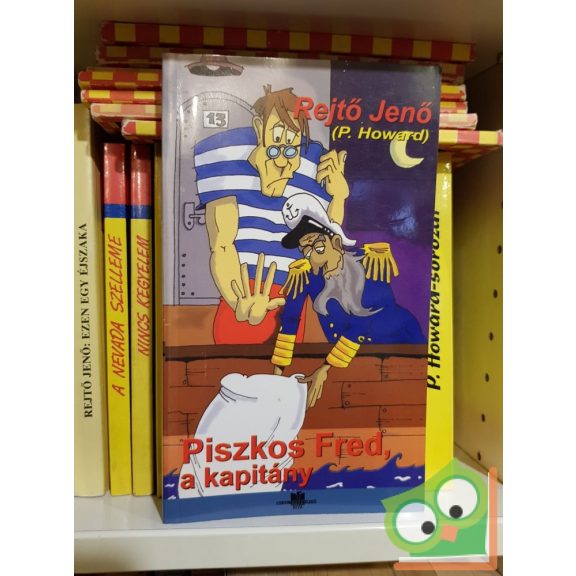 13
Rejtő Jenő
(P. Howard)
Piszkos Fred,
a kapitány
REJTŐ JENŐ: EZEN EGY ÉJSZAKA
A NEVADA SZELLEME
NINCS KEGYELEM
P. Howard-sorozat